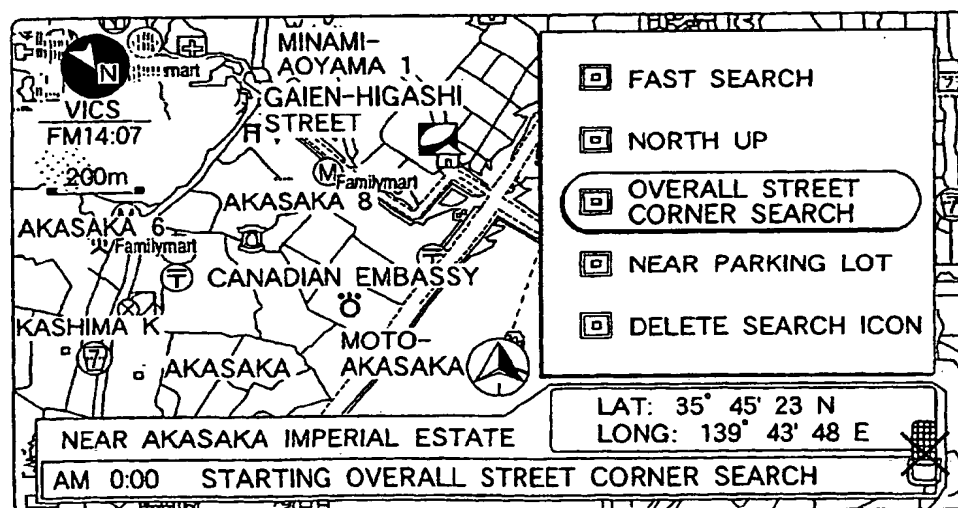 N
mart
VICS
FM14:07
200m
MINAMI-
AOYAMA 1
GAIEN-HIGASHI
STREET
M
Familymart
AKASAKA 8
AKASAKA 6
Familymart
CANADIAN EMBASSY
KASHIMA K
MOTO-
AKASAKA
AKASAKA
FAST SEARCH
NORTH UP
OVERALL STREET
CORNER SEARCH
NEAR PARKING LOT
DELETE SEARCH ICON
LAT: 35° 45' 23 N
LONG: 139° 43' 48 E
NEAR AKASAKA IMPERIAL ESTATE
AM 0:00 STARTING OVERALL STREET CORNER SEARCH